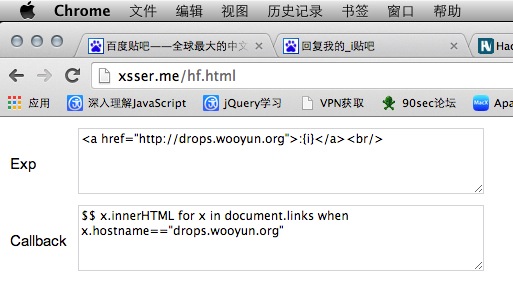 Chrome 文件 编辑 视图 历史记录 书签 窗口 帮助
百度贴吧——全球最大的中文 回复我的_i贴吧 Hac
xsser.me/hf.html
应用 深入理解JavaScript jQuery学习 VPN获取 90sec论坛 MacX Apa
Exp
<a href="http://drops.wooyun.org">:{i}</a><br/>
Callback
$$ x.innerHTML for x in document.links when
x.hostname=="drops.wooyun.org"